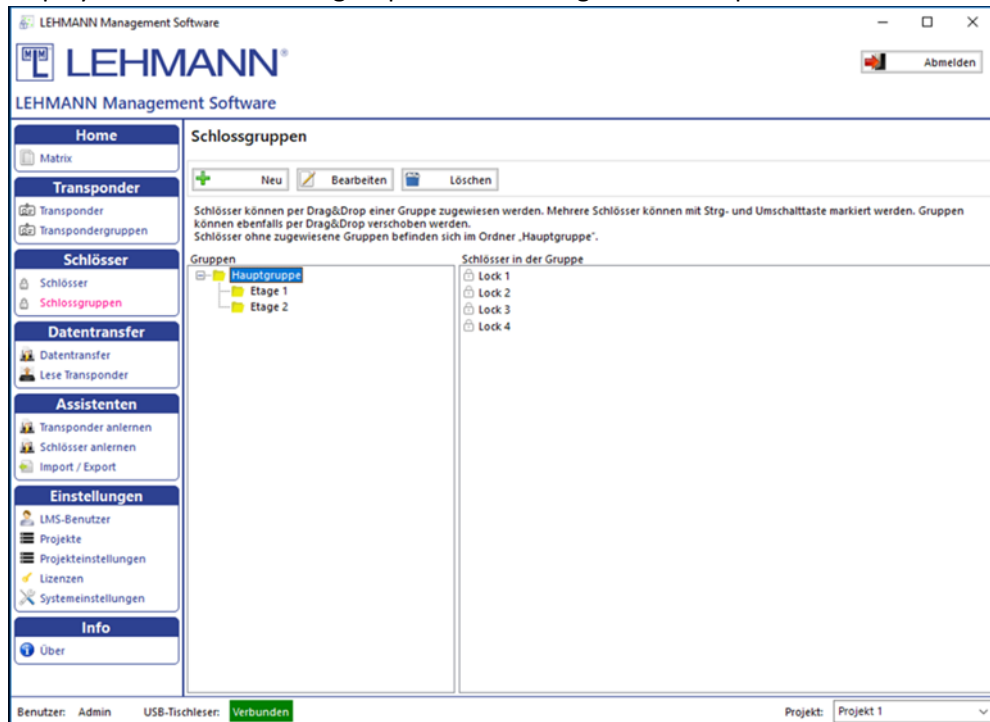 LEHMANN Management Software
LEHMANN®
Abmelden
LEHMANN Management Software
Home
Matrix
Transponder
Transponder
Transpondergruppen
Schlösser
Schlösser
Schlossgruppen
Datentransfer
Datentransfer
Lese Transponder
Assistenten
Transponder anlernen
Schlösser anlernen
Import / Export
Einstellungen
LMS-Benutzer
Projekte
Projekteinstellungen
Lizenzen
Systemeinstellungen
Info
Über
Schlossgruppen
Neu Bearbeiten Löschen
Schlösser können per Drag&Drop einer Gruppe zugewiesen werden. Mehrere Schlösser können mit Strg- und Umschalttaste markiert werden. Gruppen
können ebenfalls per Drag&Drop verschoben werden.
Schlösser ohne zugewiesene Gruppen befinden sich im Ordner „Hauptgruppe“.
Gruppen
Hauptgruppe
Etage 1
Etage 2
Schlösser in der Gruppe
Lock 1
Lock 2
Lock 3
Lock 4
Benutzer: Admin USB-Tischleser: Verbunden Projekt: Projekt 1